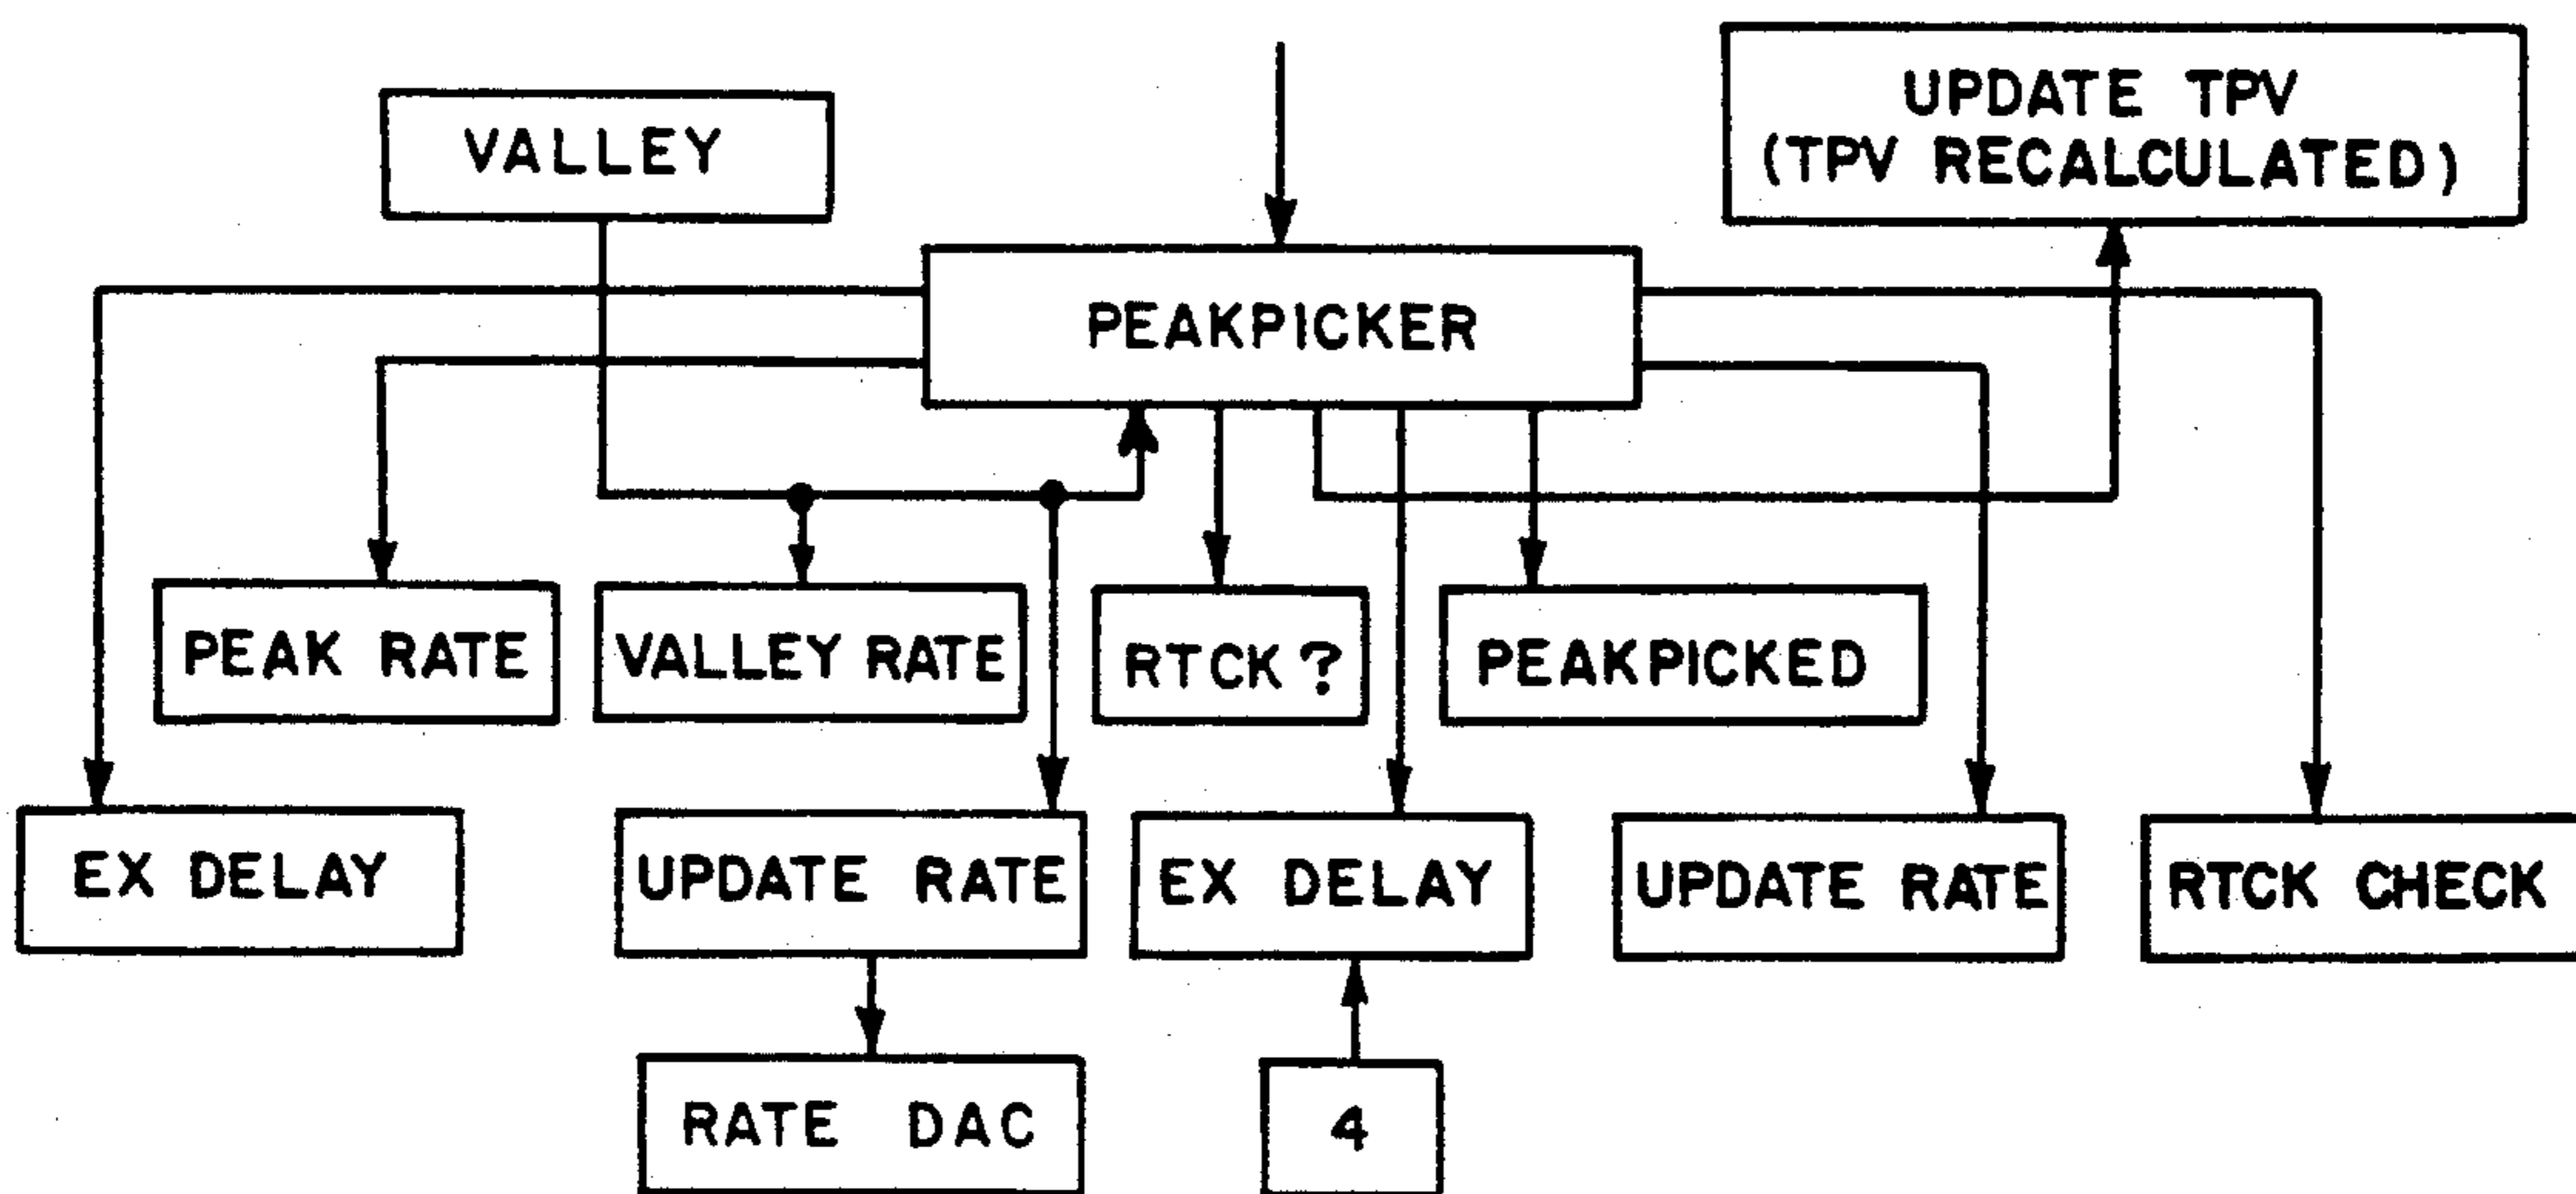 UPDATE TPV
(TPV RECALCULATED)
VALLEY
PEAKPICKER
PEAK RATE
VALLEY RATE
RTCK ?
PEAKPICKED
EX DELAY
UPDATE RATE
EX DELAY
UPDATE RATE
RTCK CHECK
RATE DAC
4